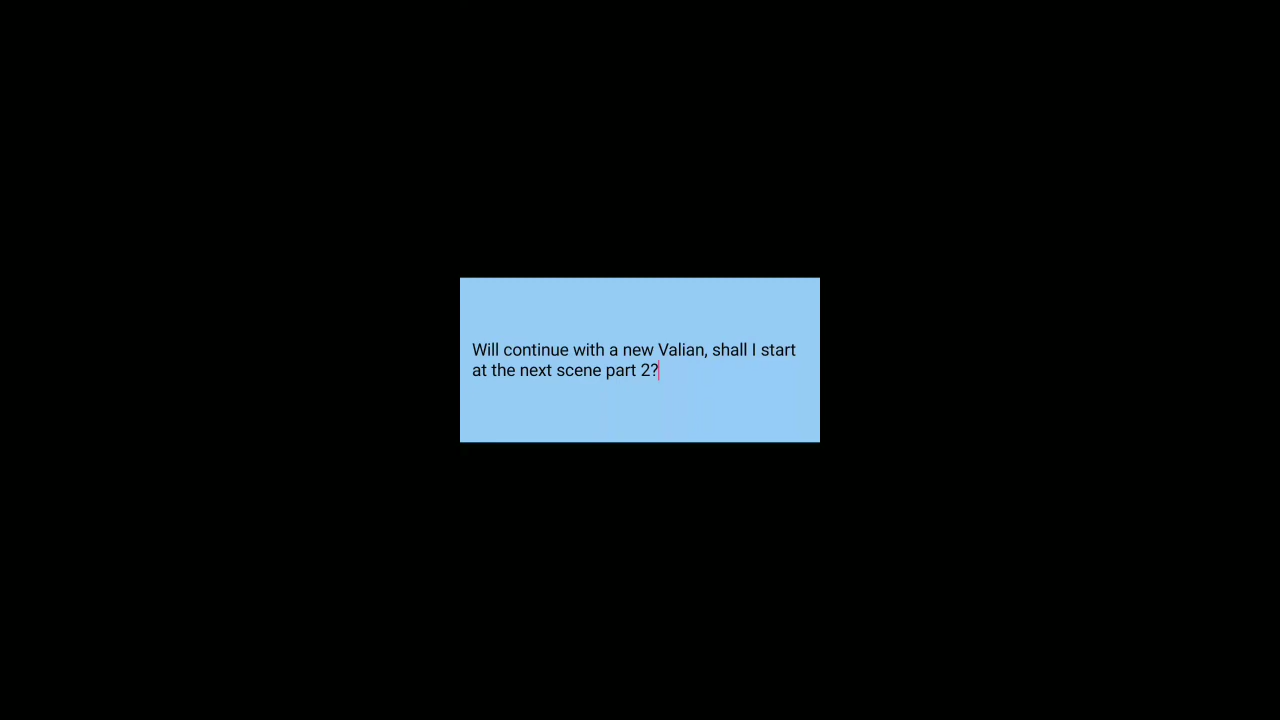 Will continue with a new Valian, shall I start
at the next scene part 2?